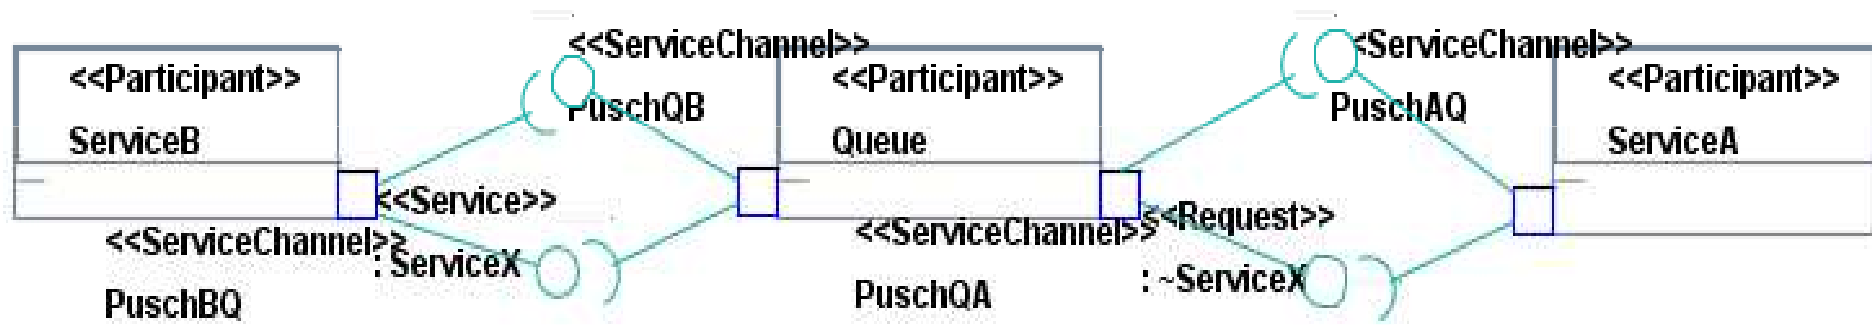 <<Participant>>
ServiceB
<<ServiceChannel>>
PuschQB
<<Participant>>
Queue
<ServiceChannel>>
PuschAQ
<<Participant>>
ServiceA
<<Service>>
: ServiceX
<<ServiceChannel>>
PuschBQ
<<ServiceChannel>>
PuschQA
<<Request>>
: ~ServiceX